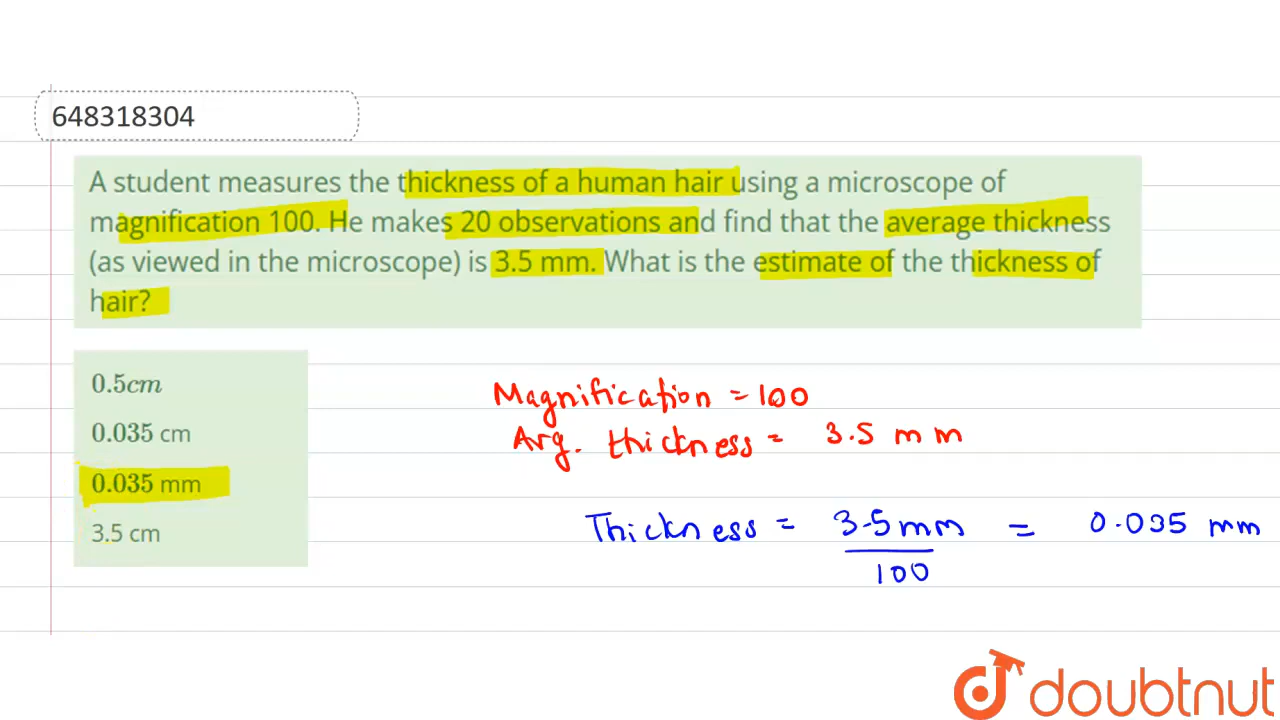 648318304
A student measures the thickness of a human hair using a microscope of
magnification 100. He makes 20 observations and find that the average thickness
(as viewed in the microscope) is 3.5 mm. What is the estimate of the thickness of
hair?
0.5cm
0.035 cm
0.035 mm
3.5 cm
Magnification = 100
Avg. thickness = 3.5 mm
Thickness = 3.5mm = 0.035 mm
100
doubtnut